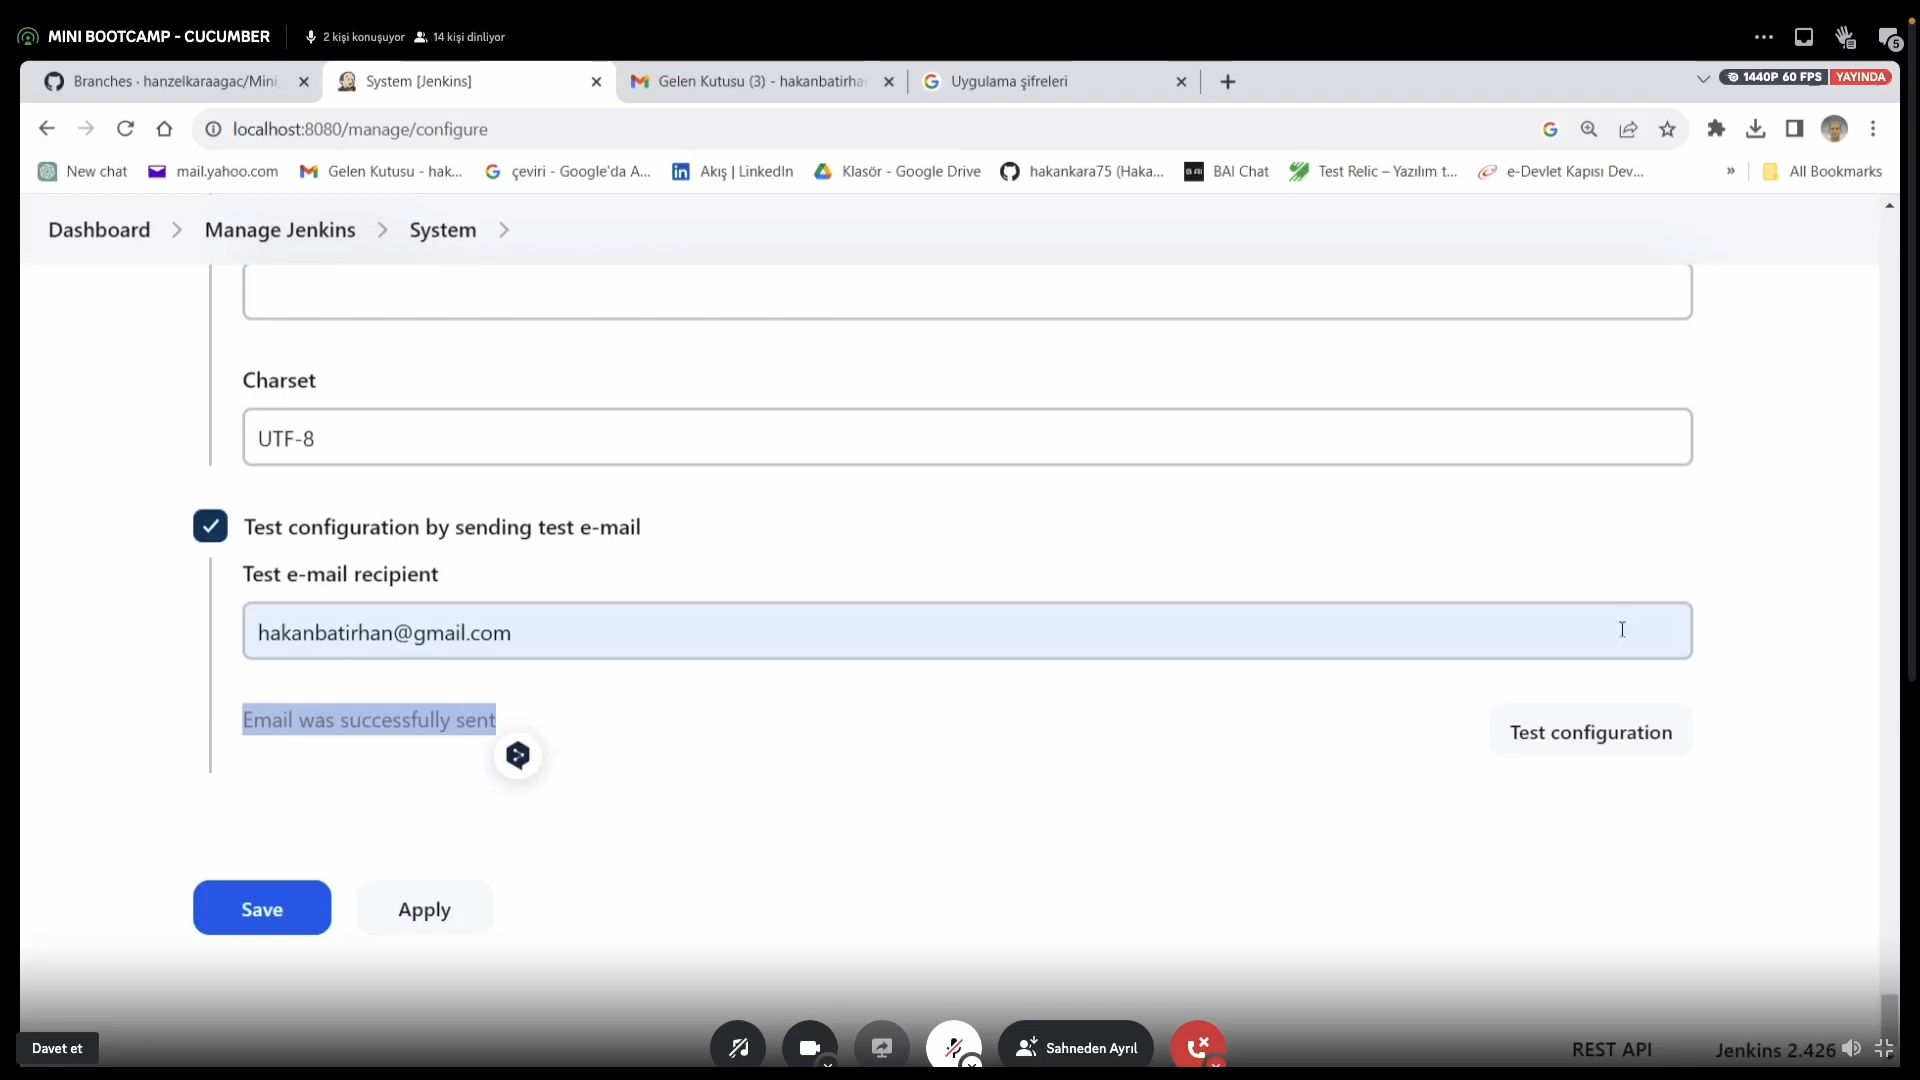 MINI BOOTCAMP - CUCUMBER
2 kişi konuşuyor
14 kişi dinliyor
5
Branches · hanzelkaraagac/Mini_
System [Jenkins]
Gelen Kutusu (3) - hakanbatirha
Uygulama şifreleri
1440P 60 FPS
YAYINDA
localhost:8080/manage/configure
New chat
mail.yahoo.com
Gelen Kutusu - hak...
çeviri - Google'da A...
Akış | LinkedIn
Klasör - Google Drive
hakankara75 (Haka...
B.AI
BAI Chat
Test Relic – Yazılım t...
e-Devlet Kapısı Dev...
»
All Bookmarks
Dashboard
Manage Jenkins
System
Charset
UTF-8
Test configuration by sending test e-mail
Test e-mail recipient
hakanbatirhan@gmail.com
Email was successfully sent
Test configuration
Save
Apply
Davet et
Sahneden Ayrıl
REST API
Jenkins 2.426